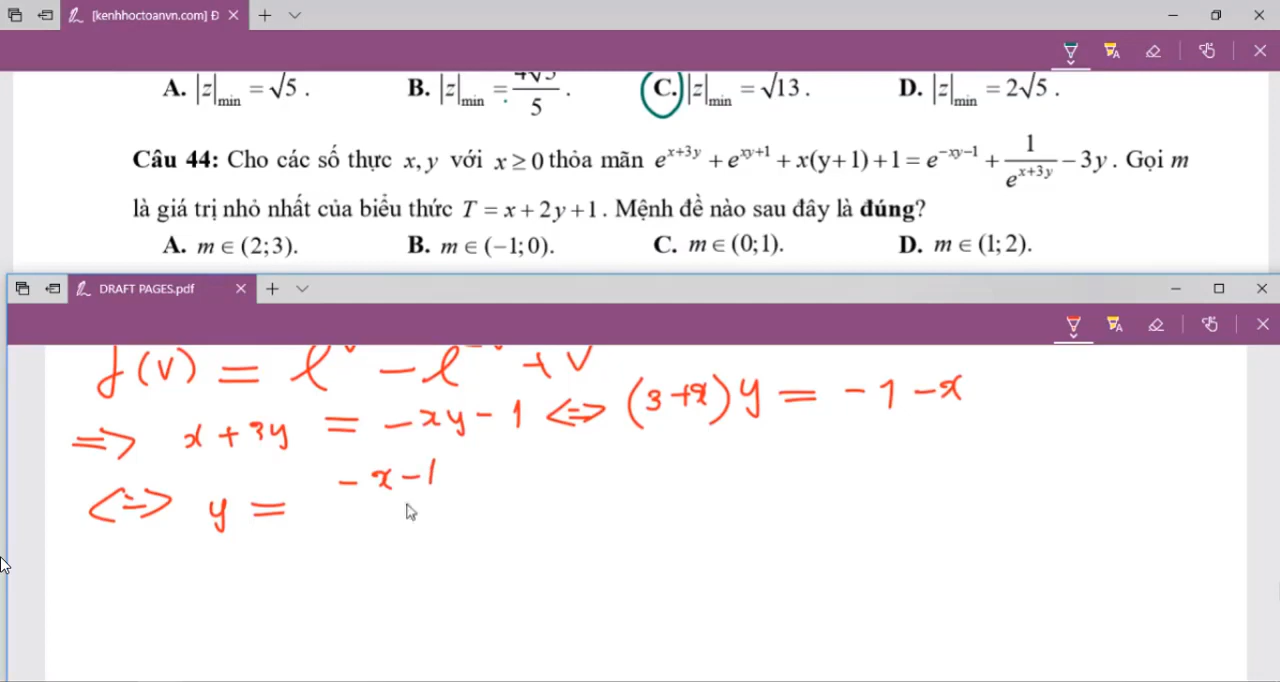 [kenhhoctoanvn.com] Đ
A. |z|min = √5 .    B. |z|min = 4√5/5 .    C. |z|min = √13 .    D. |z|min = 2√5 .
Câu 44: Cho các số thực x, y với x ≥ 0 thỏa mãn e^(x+3y) + e^(xy+1) + x(y+1) + 1 = e^(−xy−1) + 1/e^(x+3y) − 3y . Gọi m
là giá trị nhỏ nhất của biểu thức T = x + 2y + 1 . Mệnh đề nào sau đây là đúng?
A. m ∈ (2;3).    B. m ∈ (−1;0).    C. m ∈ (0;1).    D. m ∈ (1;2).
DRAFT PAGES.pdf
f(v) = e^v − e^−v + v
=> x + 3y = −xy − 1 <=> (3+x)y = −1 −x
<=> y = −x−1